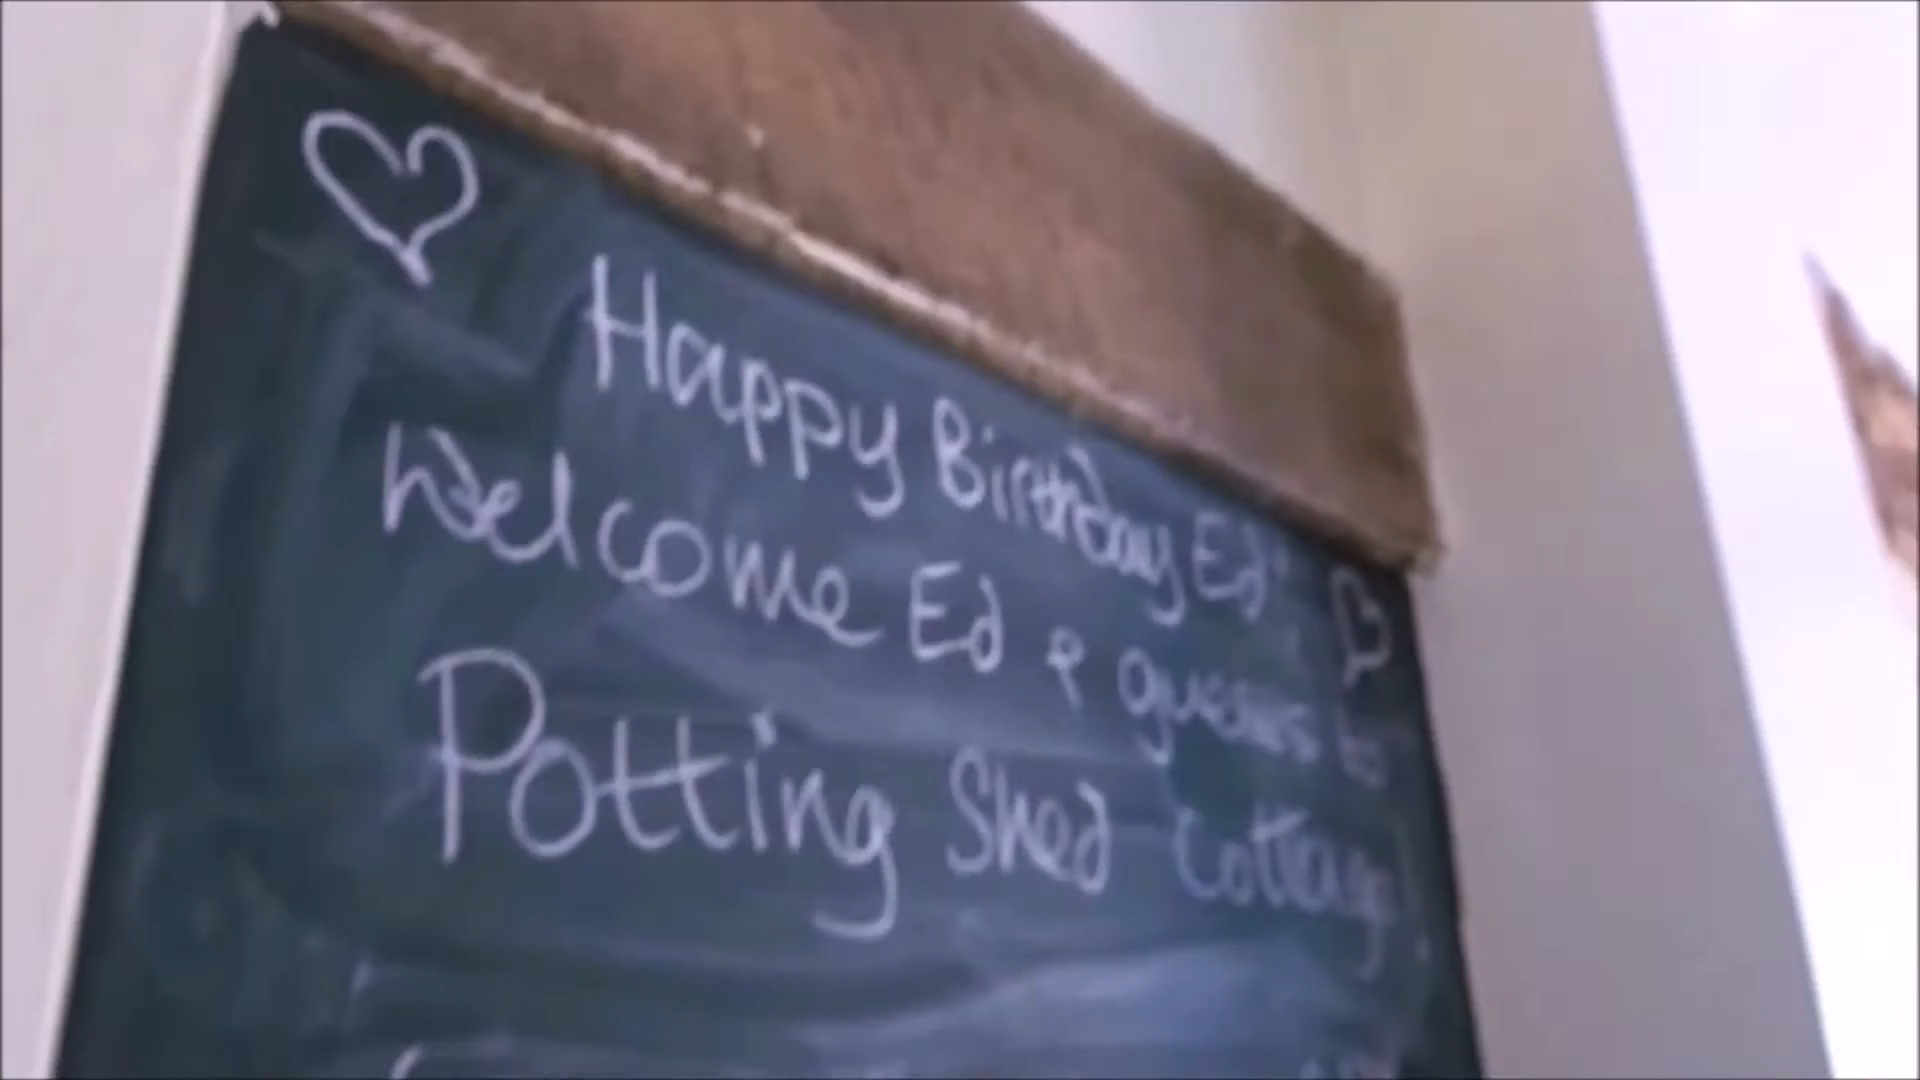 Happy Birthday Ed
Welcome Ed & guests to
Potting Shed Cottage